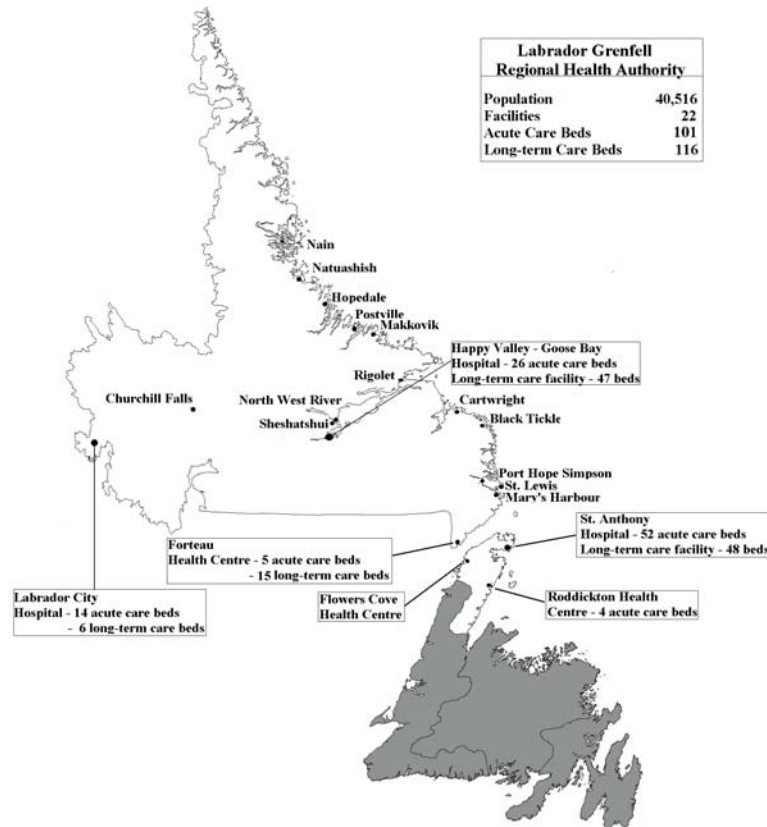 Labrador Grenfell
Regional Health Authority
Population 40,516
Facilities 22
Acute Care Beds 101
Long-term Care Beds 116
Nain
Natuashish
Hopedale
Postville
Makkovik
Happy Valley - Goose Bay
Hospital - 26 acute care beds
Long-term care facility - 47 beds
Rigolet
Churchill Falls
North West River
Sheshatshui
Cartwright
Black Tickle
Port Hope Simpson
St. Lewis
Mary's Harbour
St. Anthony
Hospital - 52 acute care beds
Long-term care facility - 48 beds
Forteau
Health Centre - 5 acute care beds
- 15 long-term care beds
Labrador City
Hospital - 14 acute care beds
- 6 long-term care beds
Flowers Cove
Health Centre
Roddickton Health
Centre - 4 acute care beds